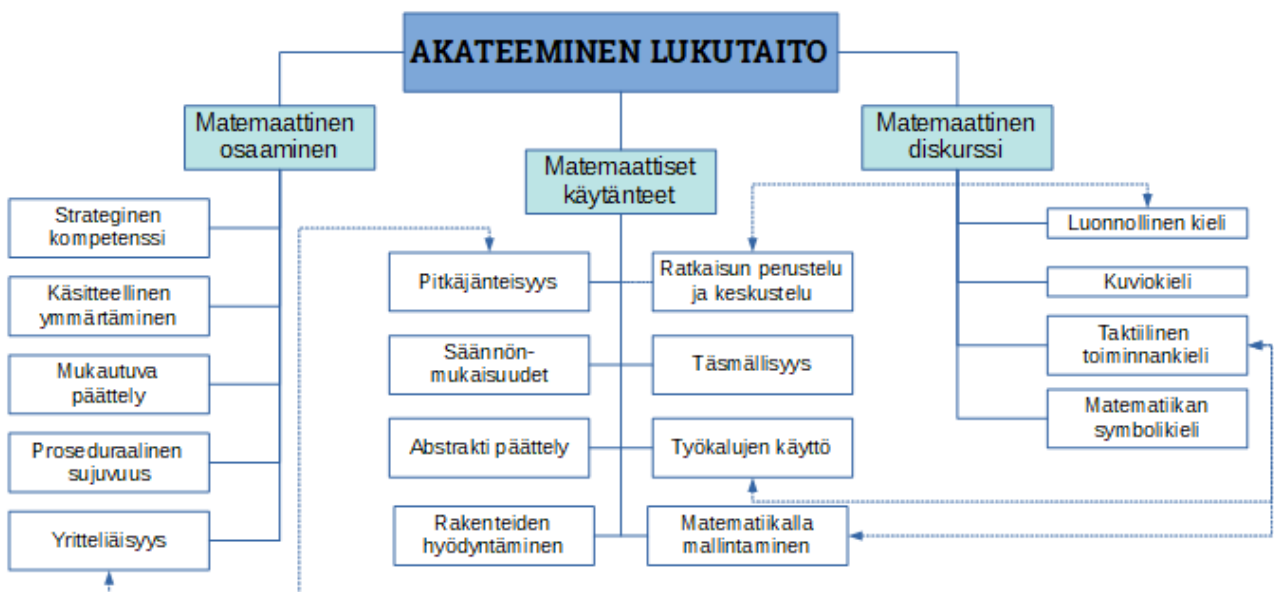 AKATEEMINEN LUKUTAITO
Matemaattinen
osaaminen
Strateginen
kompetenssi
Käsitteellinen
ymmärtäminen
Mukautuva
päättely
Proseduraalinen
sujuvuus
Yritteliäisyys
Matemaattiset
käytänteet
Pitkäjänteisyys
Ratkaisun perustelu
ja keskustelu
Säännön-
mukaisuudet
Täsmällisyys
Abstrakti päättely
Työkalujen käyttö
Rakenteiden
hyödyntäminen
Matematiikalla
mallintaminen
Matemaattinen
diskurssi
Luonnollinen kieli
Kuviokieli
Taktiilinen
toiminnankieli
Matematiikan
symbolikieli